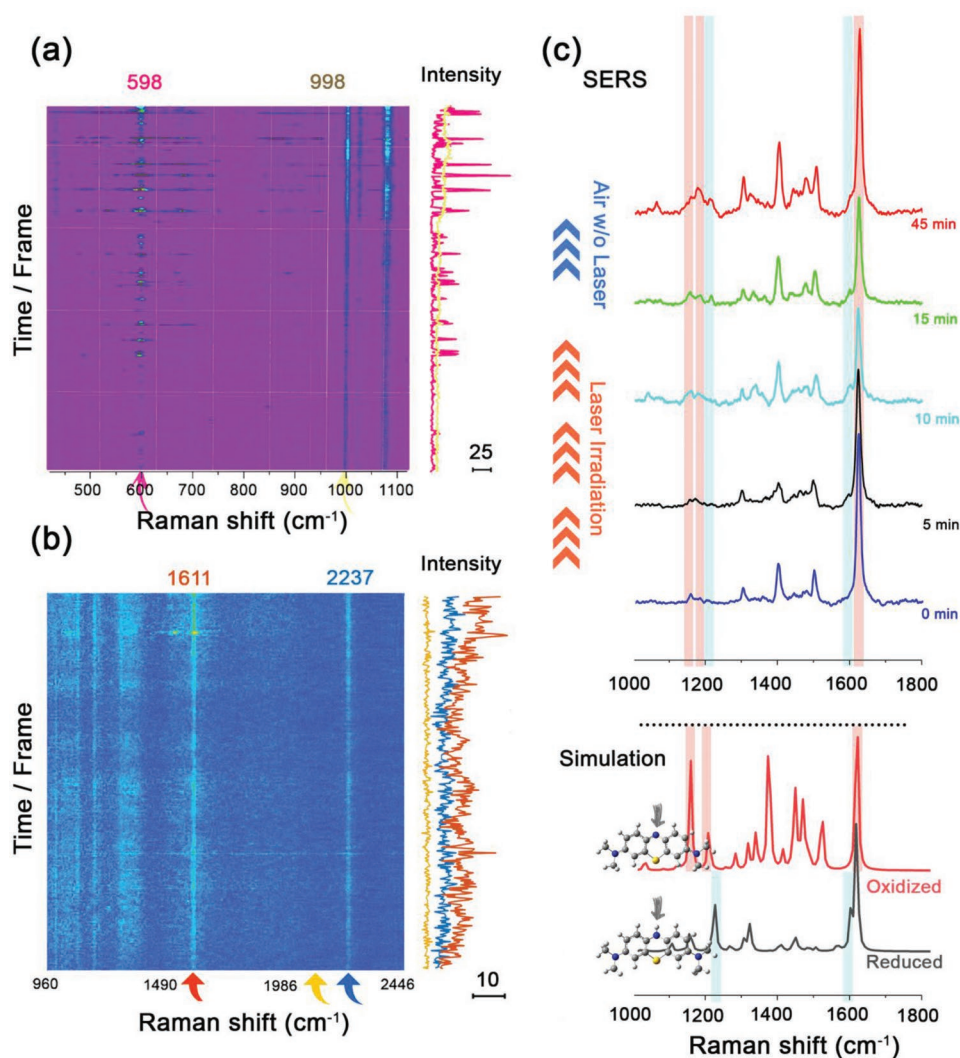 (a)
598
998
Intensity
Time / Frame
25
500
600
700
800
900
1000
1100
Raman shift (cm⁻¹)
(b)
1611
2237
Intensity
Time / Frame
10
960
1490
1986
2446
Raman shift (cm⁻¹)
(c)
SERS
Air w/o Laser
Laser Irradiation
45 min
15 min
10 min
5 min
0 min
1000
1200
1400
1600
1800
Simulation
Oxidized
Reduced
1000
1200
1400
1600
1800
Raman shift (cm⁻¹)